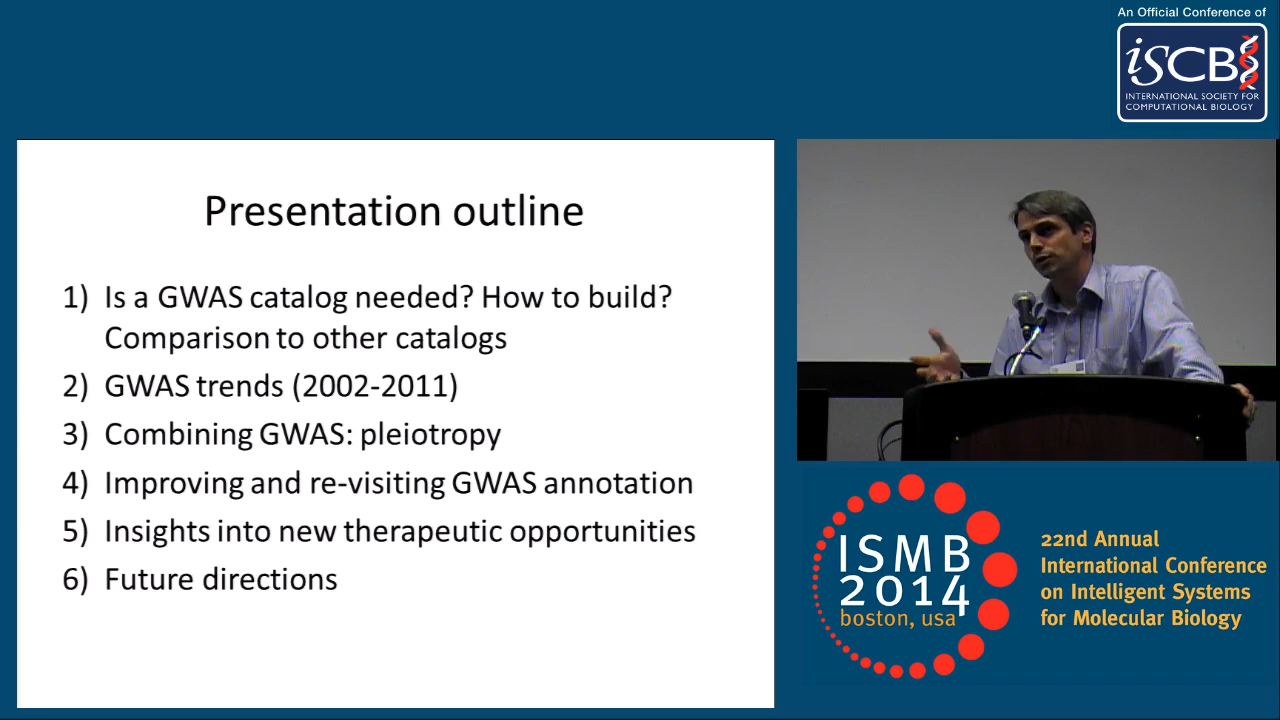 An Official Conference of
iSCB
INTERNATIONAL SOCIETY FOR
COMPUTATIONAL BIOLOGY
Presentation outline
1) Is a GWAS catalog needed? How to build?
Comparison to other catalogs
2) GWAS trends (2002-2011)
3) Combining GWAS: pleiotropy
4) Improving and re-visiting GWAS annotation
5) Insights into new therapeutic opportunities
6) Future directions
ISMB
2014
boston, usa
22nd Annual
International Conference
on Intelligent Systems
for Molecular Biology